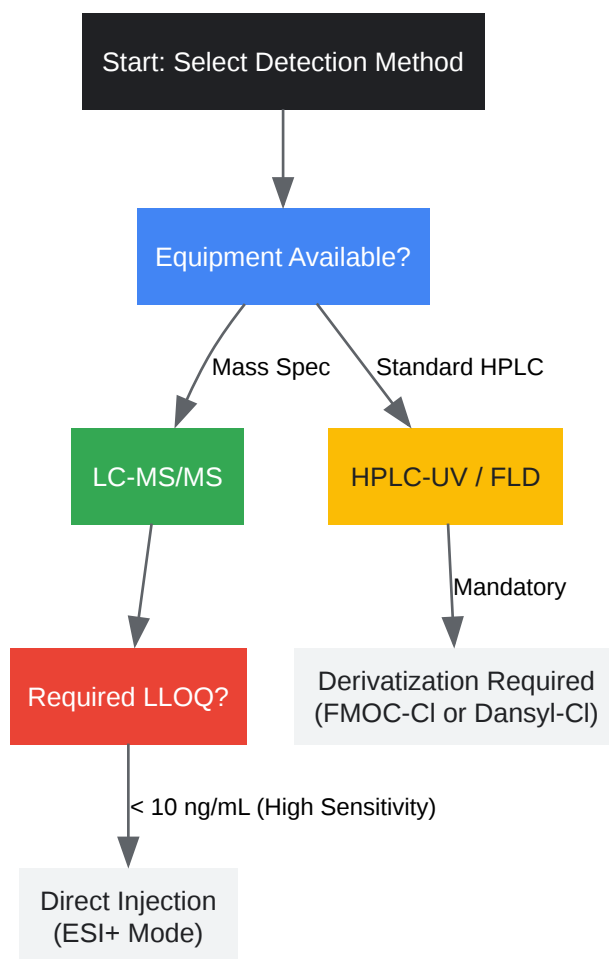 Start: Select Detection Method
Equipment Available?
Mass Spec
Standard HPLC
LC-MS/MS
HPLC-UV / FLD
Mandatory
Required LLOQ?
Derivatization Required
(FMOC-Cl or Dansyl-Cl)
< 10 ng/mL (High Sensitivity)
Direct Injection
(ESI+ Mode)